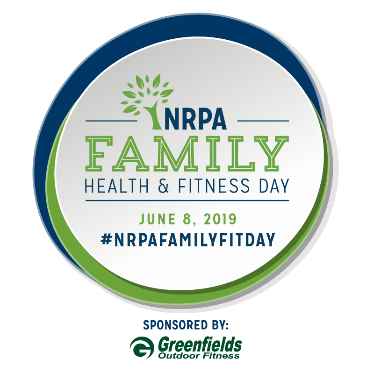 NRPA
FAMILY
HEALTH & FITNESS DAY
JUNE 8, 2019
#NRPAFAMILYFITDAY
SPONSORED BY:
Greenfields
Outdoor Fitness